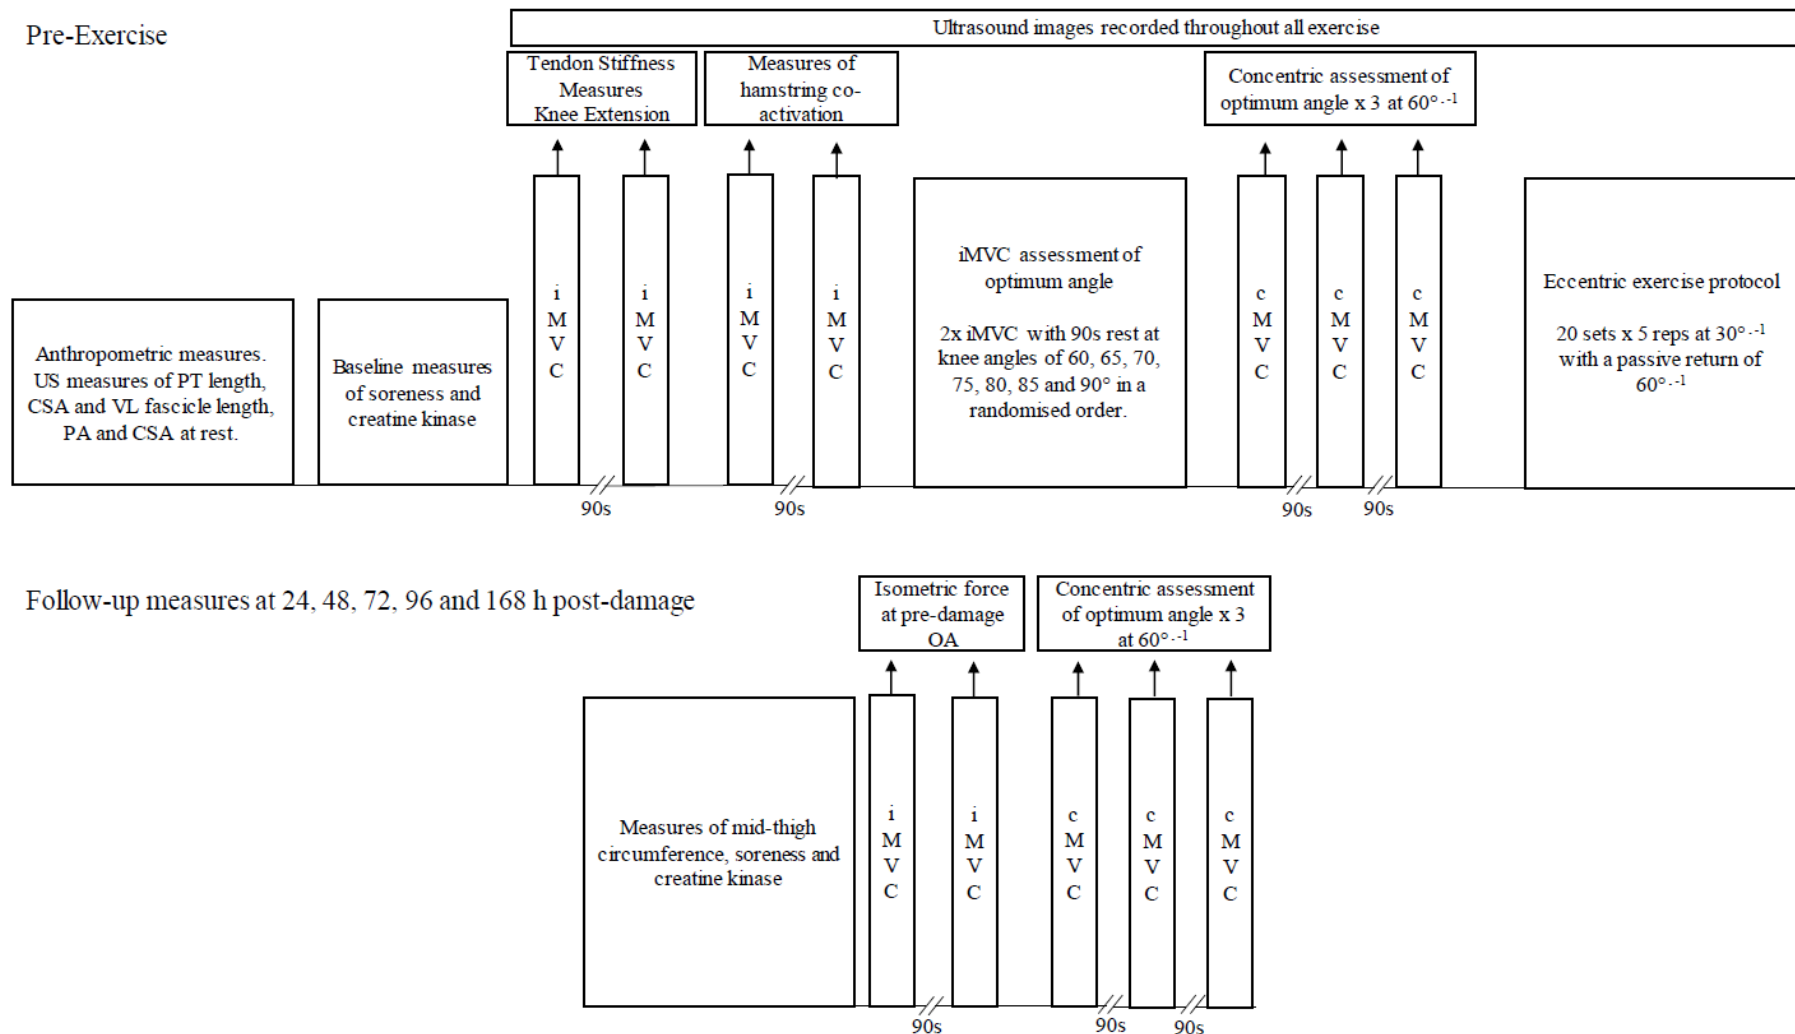 Pre-Exercise
Ultrasound images recorded throughout all exercise
Tendon Stiffness
Measures
Knee Extension
Measures of
hamstring co-
activation
Concentric assessment of
optimum angle x 3 at 60°·-1
Anthropometric measures.
US measures of PT length,
CSA and VL fascicle length,
PA and CSA at rest.
Baseline measures
of soreness and
creatine kinase
i
M
V
C
i
M
V
C
i
M
V
C
i
M
V
C
iMVC assessment of
optimum angle
2x iMVC with 90s rest at
knee angles of 60, 65, 70,
75, 80, 85 and 90° in a
randomised order.
c
M
V
C
c
M
V
C
c
M
V
C
Eccentric exercise protocol
20 sets x 5 reps at 30°·-1
with a passive return of
60°·-1
90s
90s
90s
90s
Follow-up measures at 24, 48, 72, 96 and 168 h post-damage
Isometric force
at pre-damage
OA
Concentric assessment
of optimum angle x 3
at 60°·-1
Measures of mid-thigh
circumference, soreness and
creatine kinase
i
M
V
C
i
M
V
C
c
M
V
C
c
M
V
C
c
M
V
C
90s
90s
90s